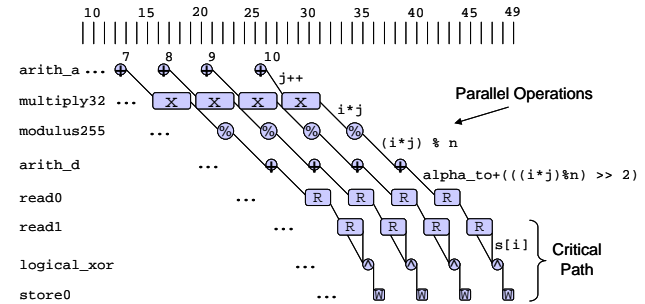 10 15 20 25 30 35 40 45 49
7 8 9 10
arith_a ... + + + + j++
multiply32 ... X X X X i*j
Parallel Operations
modulus255 ... % % % % (i*j) % n
arith_d ... + + + + alpha_to+(((i*j)%n) >> 2)
read0 ... R R R R
read1 ... R R R R s[i]
logical_xor ... ^ ^ ^ ^
Critical
Path
store0 ... W W W W